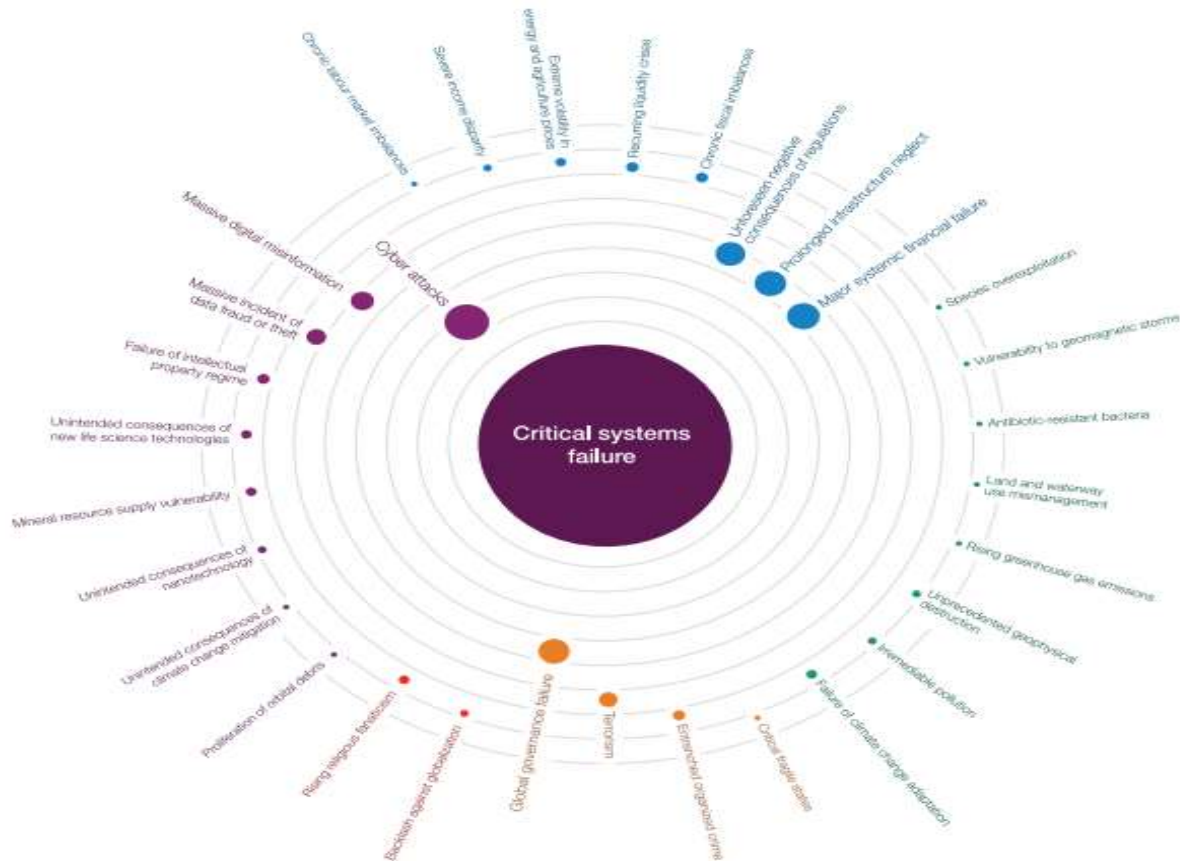 Critical systems
failure
Chronic labour market imbalances
Severe income disparity
Extreme volatility in
energy and agriculture prices
Recurring liquidity crises
Chronic fiscal imbalances
Unforeseen negative
consequences of regulations
Prolonged infrastructure neglect
Major systemic financial failure
Species overexploitation
Vulnerability to geomagnetic storms
Antibiotic-resistant bacteria
Land and waterway
use mismanagement
Rising greenhouse gas emissions
Unprecedented geophysical
destruction
Irremediable pollution
Failure of climate change adaptation
Critical fragile states
Entrenched organized crime
Terrorism
Global governance failure
Backlash against globalization
Rising religious fanaticism
Proliferation of orbital debris
Unintended consequences of
climate change mitigation
Unintended consequences of
nanotechnology
Mineral resource supply vulnerability
Unintended consequences of
new life science technologies
Failure of intellectual
property regime
Massive incident of
data fraud or theft
Massive digital misinformation
Cyber attacks